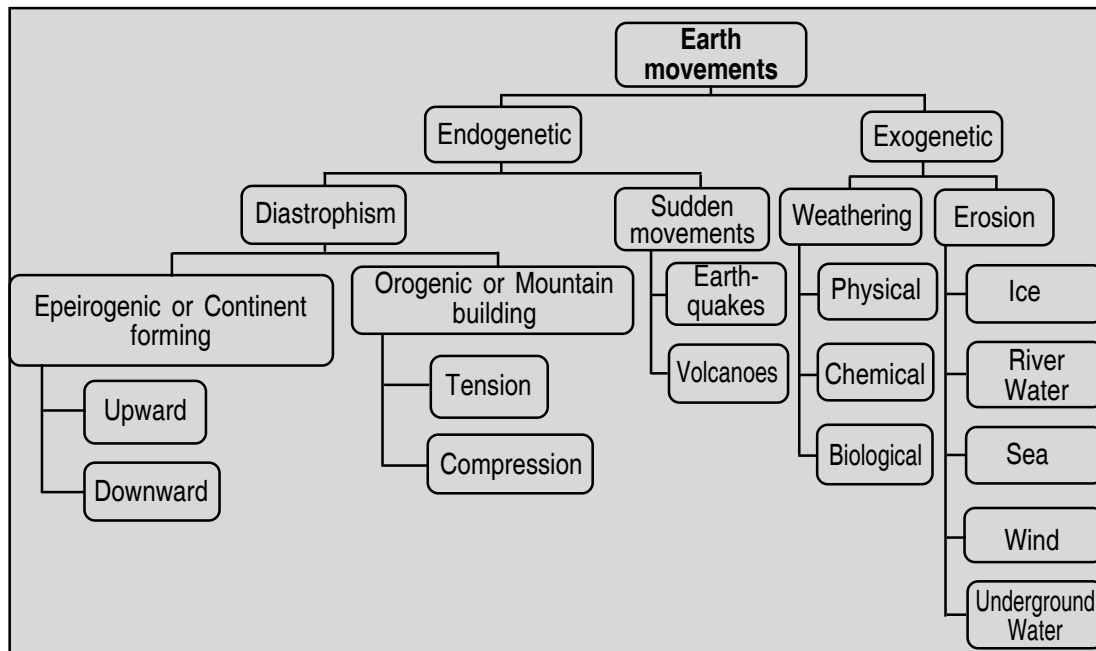 Earth
movements
Endogenetic
Exogenetic
Diastrophism
Sudden
movements
Weathering
Erosion
Epeirogenic or Continent
forming
Orogenic or Mountain
building
Earth-
quakes
Physical
Ice
Upward
Tension
Volcanoes
Chemical
River
Water
Downward
Compression
Biological
Sea
Wind
Underground
Water